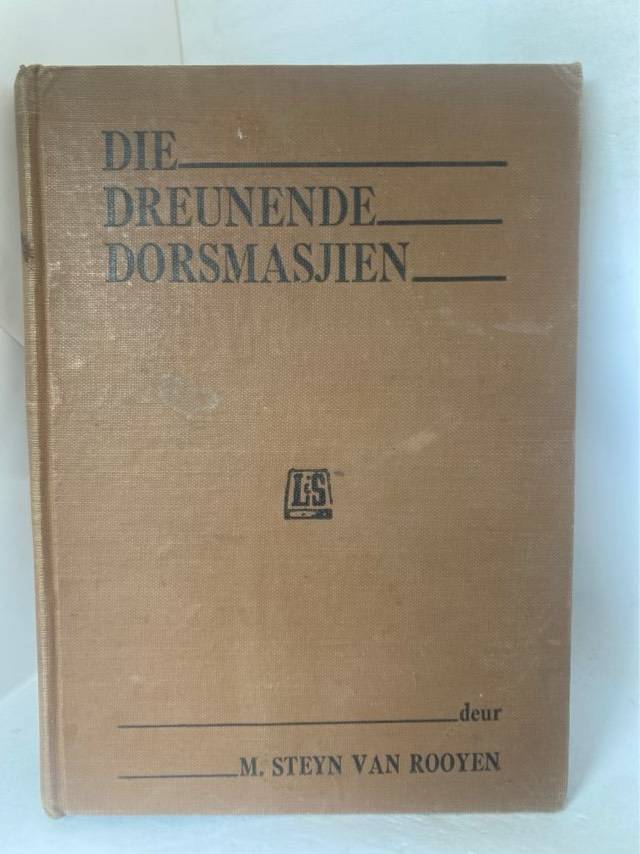 DIE
DREUNENDE
DORSMASJIEN
L&S
deur
M. STEYN VAN ROOYEN